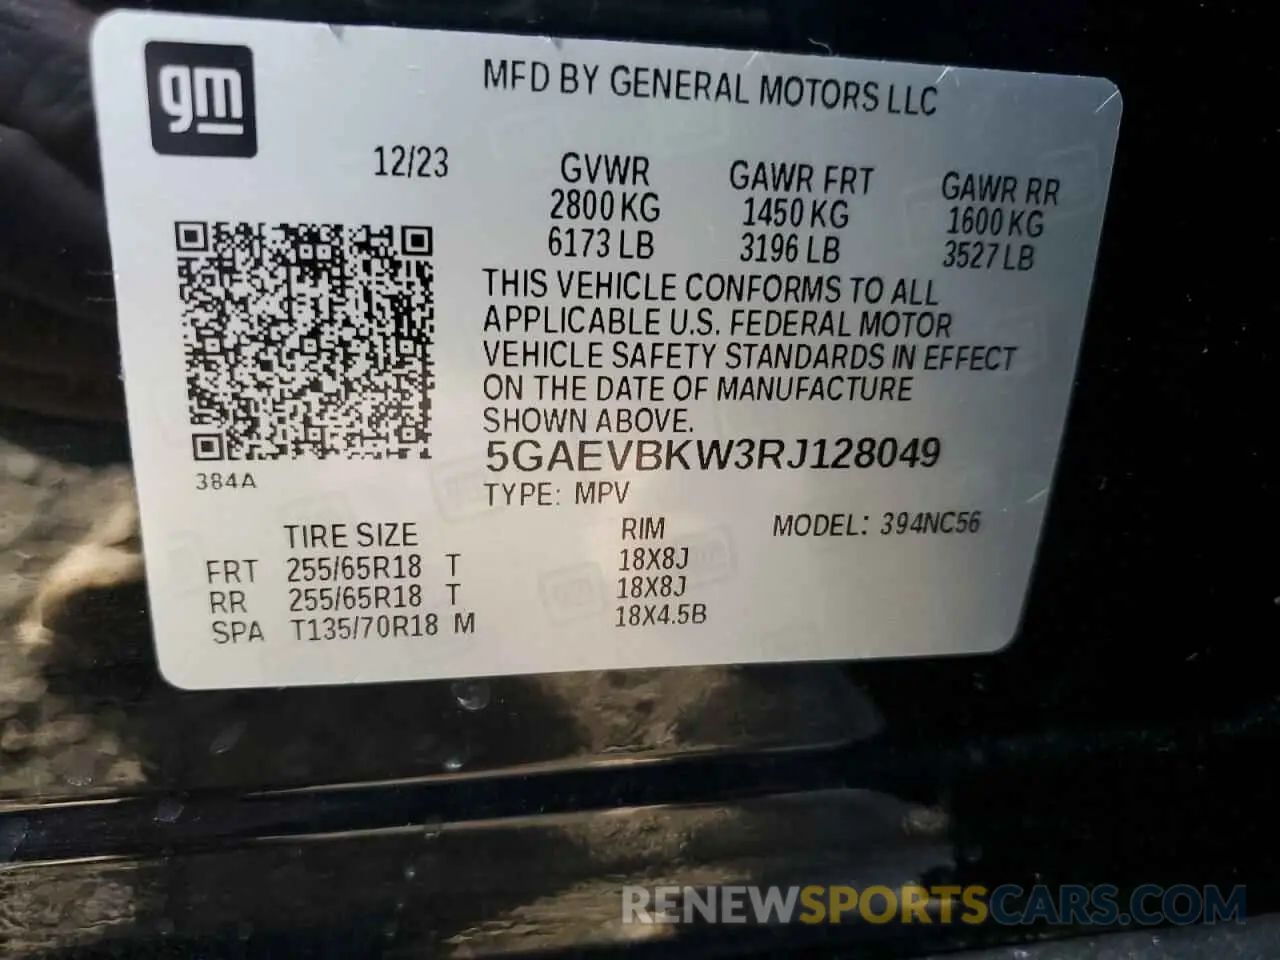 gm
MFD BY GENERAL MOTORS LLC
12/23
GVWR GAWR FRT GAWR RR
2800 KG 1450 KG 1600 KG
6173 LB 3196 LB 3527 LB
THIS VEHICLE CONFORMS TO ALL
APPLICABLE U.S. FEDERAL MOTOR
VEHICLE SAFETY STANDARDS IN EFFECT
ON THE DATE OF MANUFACTURE
SHOWN ABOVE.
5GAEVBKW3RJ128049
384A
TYPE: MPV
TIRE SIZE RIM MODEL: 394NC56
FRT 255/65R18 T 18X8J
RR 255/65R18 T 18X8J
SPA T135/70R18 M 18X4.5B
RENEWSPORTSCARS.COM